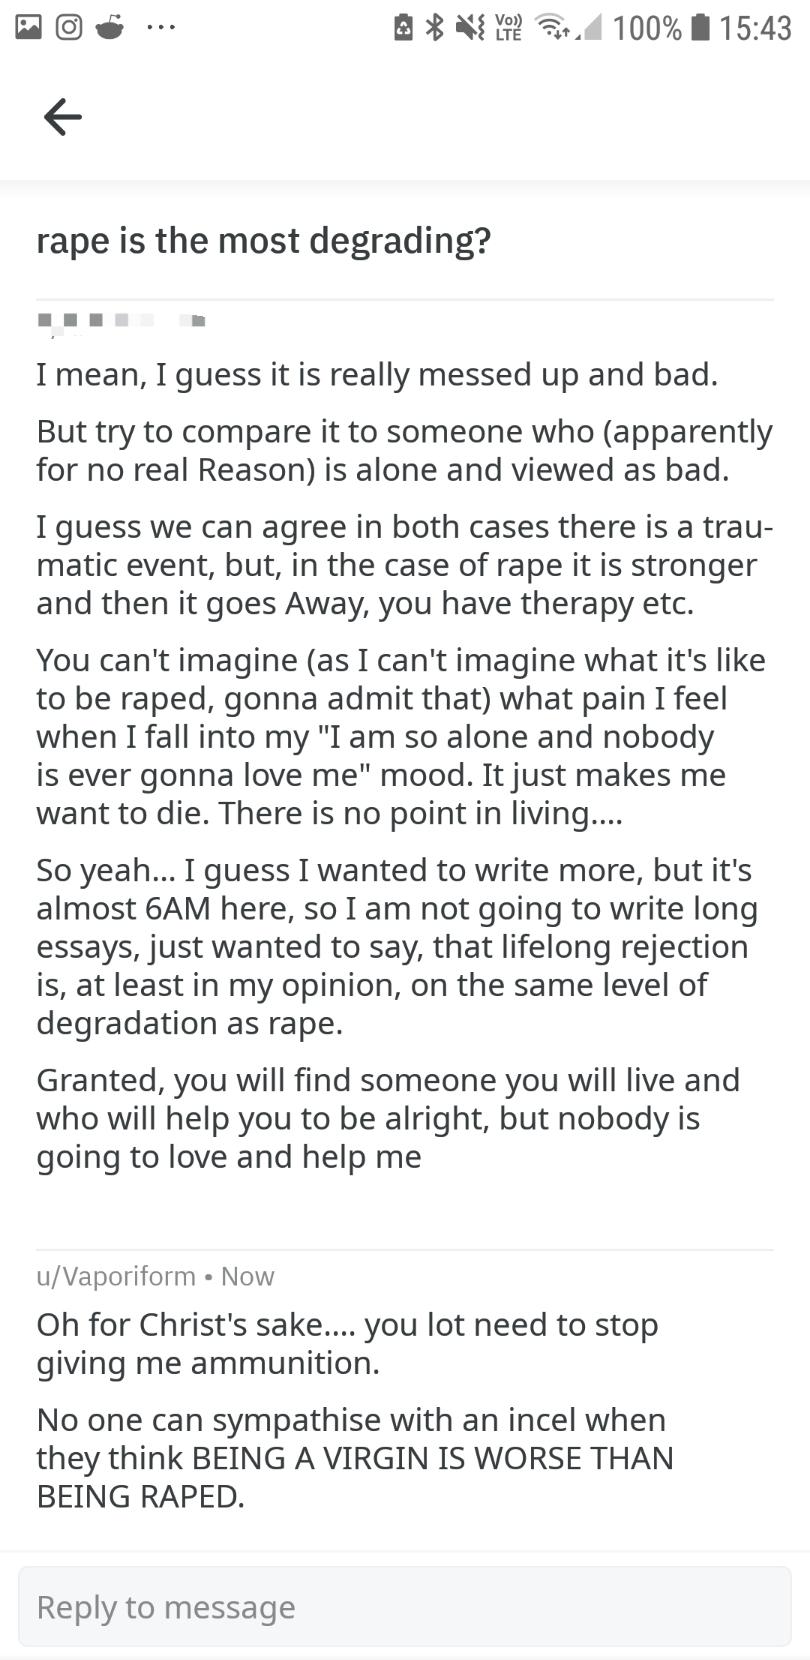 Vo))
LTE
100%
15:43
rape is the most degrading?
I mean, I guess it is really messed up and bad.
But try to compare it to someone who (apparently
for no real Reason) is alone and viewed as bad.
I guess we can agree in both cases there is a trau-
matic event, but, in the case of rape it is stronger
and then it goes Away, you have therapy etc.
You can't imagine (as I can't imagine what it's like
to be raped, gonna admit that) what pain I feel
when I fall into my "I am so alone and nobody
is ever gonna love me" mood. It just makes me
want to die. There is no point in living....
So yeah... I guess I wanted to write more, but it's
almost 6AM here, so I am not going to write long
essays, just wanted to say, that lifelong rejection
is, at least in my opinion, on the same level of
degradation as rape.
Granted, you will find someone you will live and
who will help you to be alright, but nobody is
going to love and help me
u/Vaporiform • Now
Oh for Christ's sake.... you lot need to stop
giving me ammunition.
No one can sympathise with an incel when
they think BEING A VIRGIN IS WORSE THAN
BEING RAPED.
Reply to message